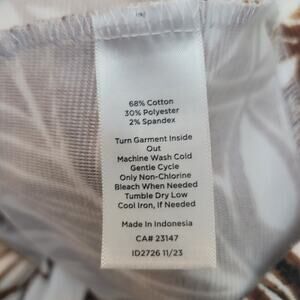 68% Cotton
30% Polyester
2% Spandex
Turn Garment Inside
Out
Machine Wash Cold
Gentle Cycle
Only Non-Chlorine
Bleach When Needed
Tumble Dry Low
Cool Iron, If Needed
Made In Indonesia
CA# 23147
ID2726 11/23